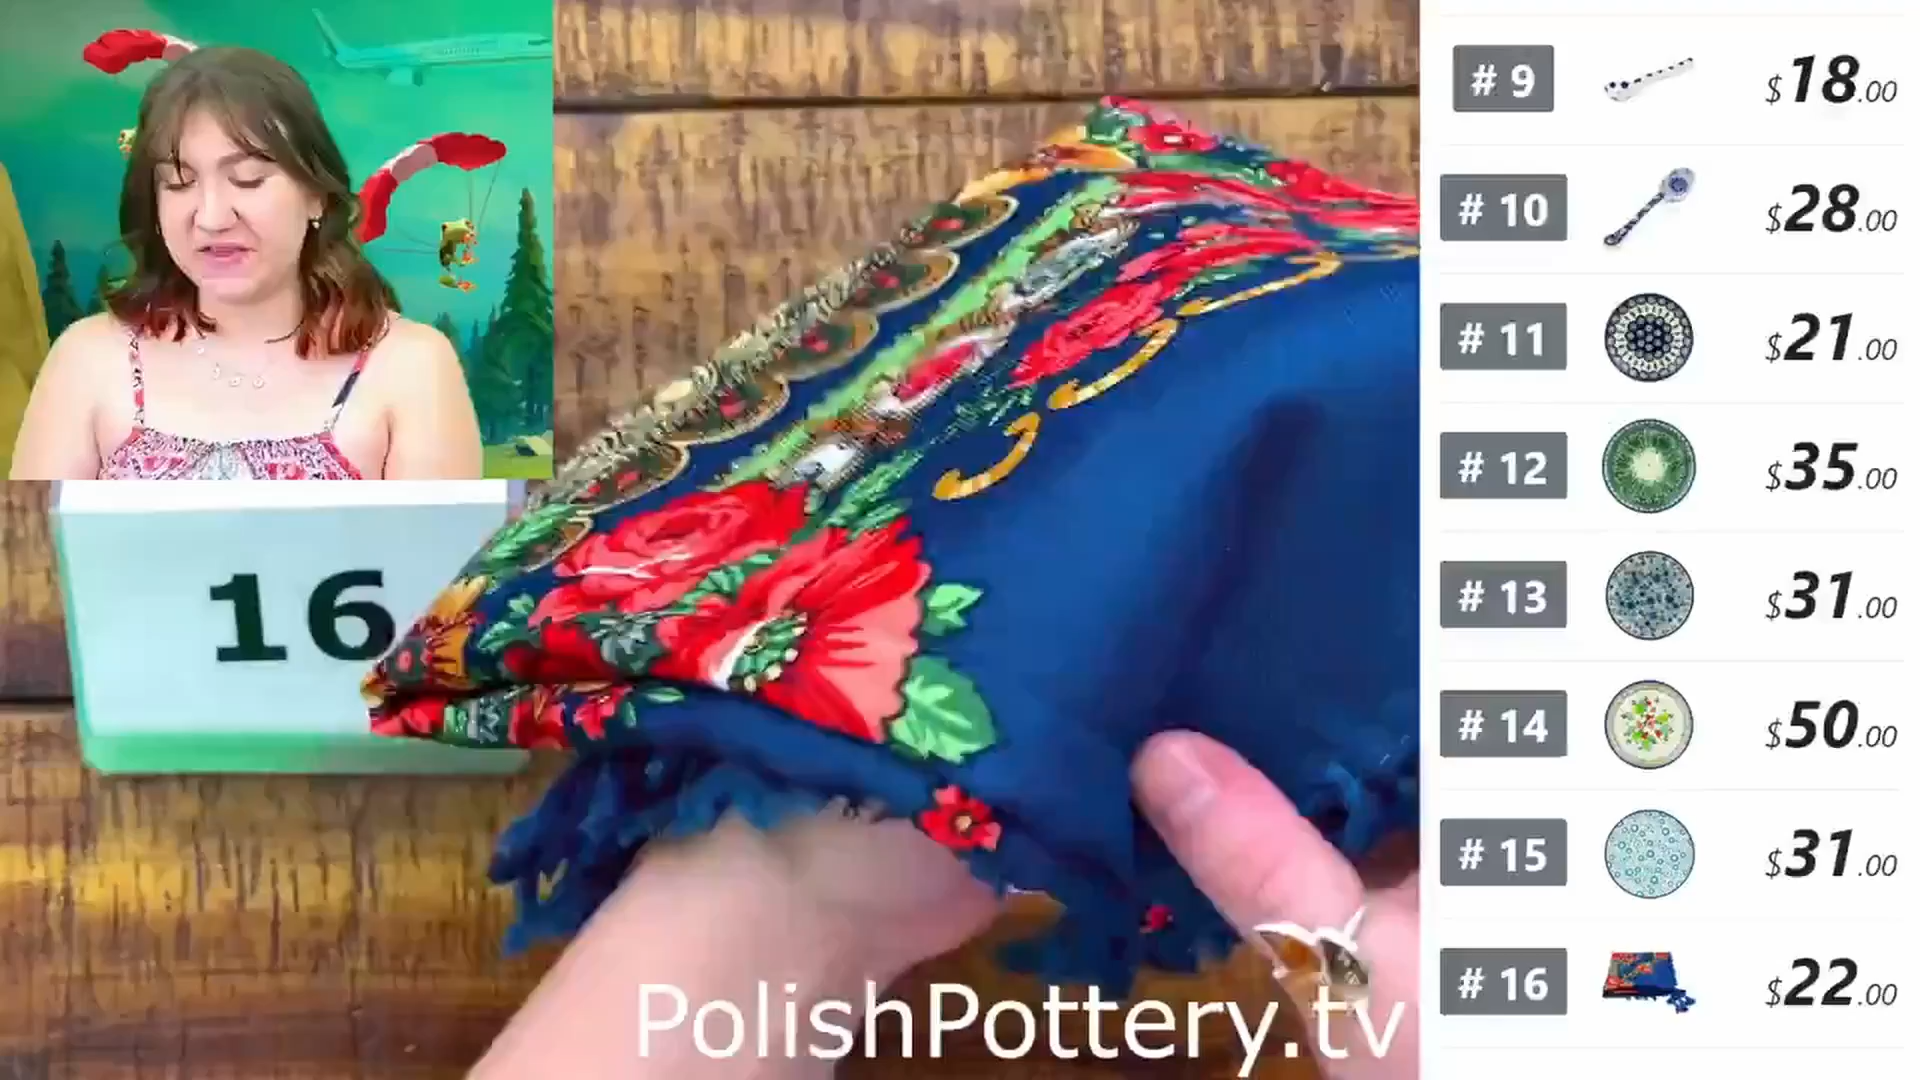 16
PolishPottery.tv
# 9 $18.00
# 10 $28.00
# 11 $21.00
# 12 $35.00
# 13 $31.00
# 14 $50.00
# 15 $31.00
# 16 $22.00